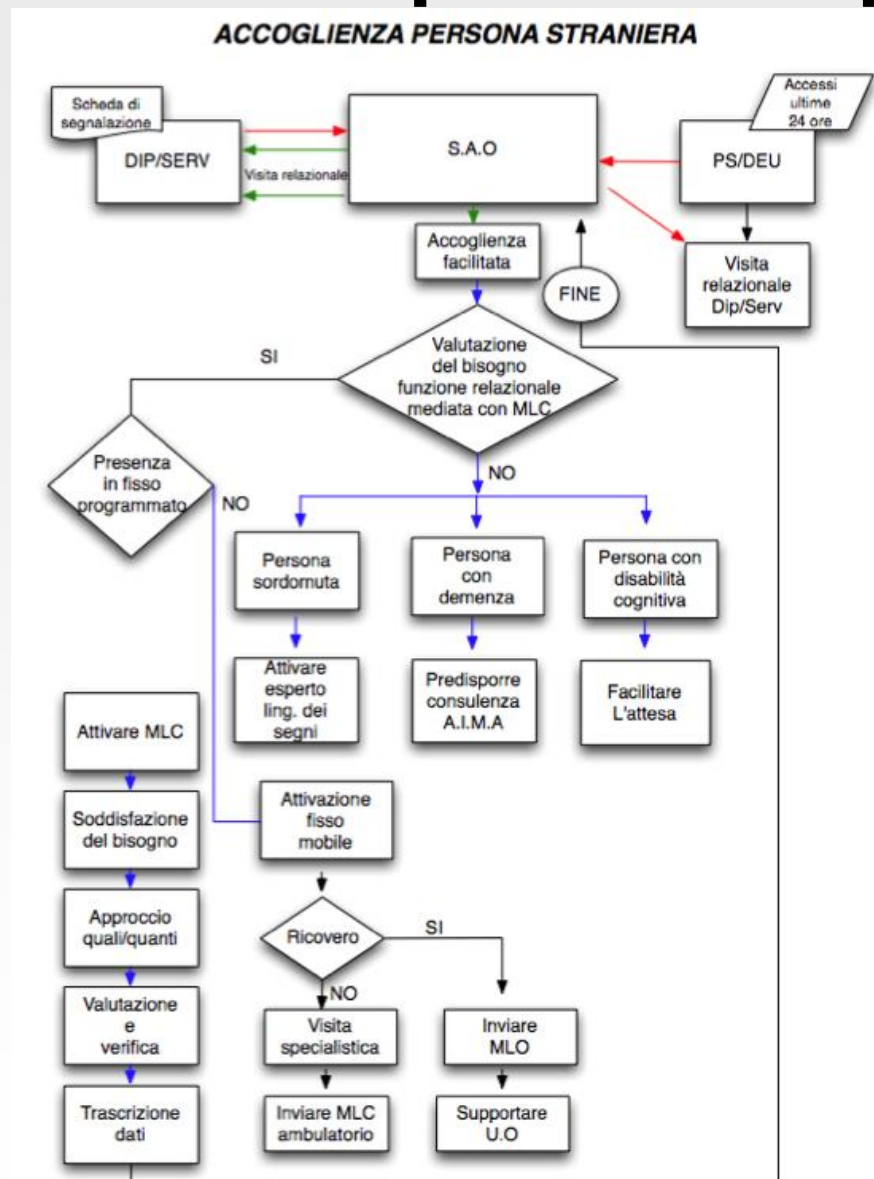 ACCOGLIENZA PERSONA STRANIERA
Scheda di
segnalazione
DIP/SERV
Visita relazionale
S.A.O
Accessi
ultime
24 ore
PS/DEU
Accoglienza
facilitata
FINE
Visita
relazionale
Dip/Serv
Valutazione
del bisogno
funzione relazionale
mediata con MLC
SI
NO
Presenza
in fisso
programmato
NO
Persona
sordomuta
Persona
con
demenza
Persona con
disabilità
cognitiva
Attivare
esperto
ling. dei
segni
Predisporre
consulenza
A.I.M.A
Facilitare
L'attesa
Attivare MLC
Soddisfazione
del bisogno
Approccio
quali/quanti
Valutazione
e
verifica
Trascrizione
dati
Attivazione
fisso
mobile
Ricovero
SI
NO
Visita
specialistica
Inviare
MLO
Inviare MLC
ambulatorio
Supportare
U.O